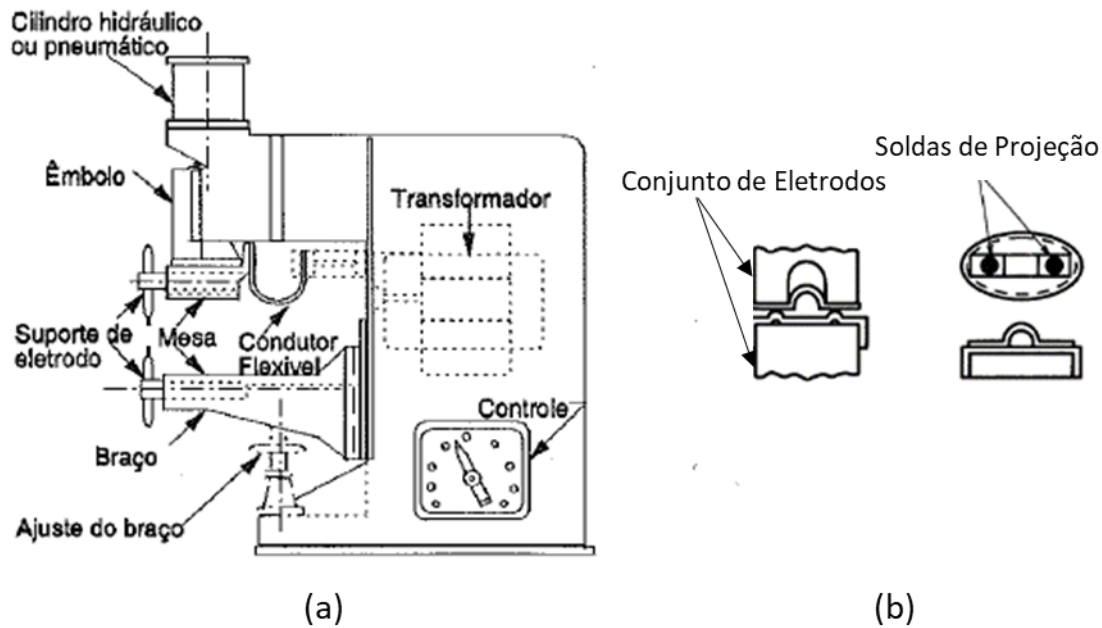 Cilindro hidráulico
ou pneumático
Êmbolo
Transformador
Suporte de
eletrodo
Mesa
Condutor
Flexivel
Controle
Braço
Ajuste do braço
(a)
Soldas de Projeção
Conjunto de Eletrodos
(b)